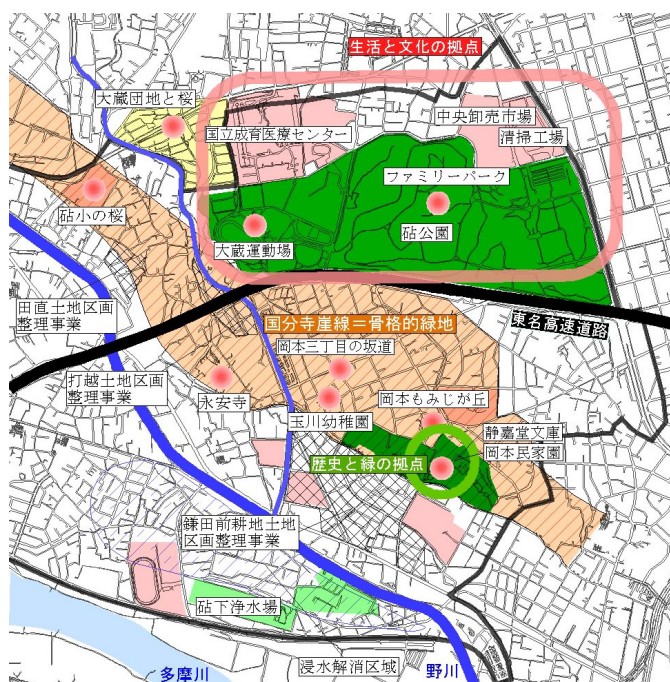 生活と文化の拠点
大蔵団地と桜
国立成育医療センター
中央卸売市場
清掃工場
ファミリーパーク
砧小の桜
大蔵運動場
砧公園
田直土地区画
整理事業
東名高速道路
国分寺崖線＝骨格的緑地
岡本三丁目の坂道
打越土地区画
整理事業
永安寺
岡本もみじが丘
玉川幼稚園
静嘉堂文庫
岡本民家園
歴史と緑の拠点
鎌田前耕地土地
区画整理事業
砧下浄水場
浸水解消区域
多摩川
野川